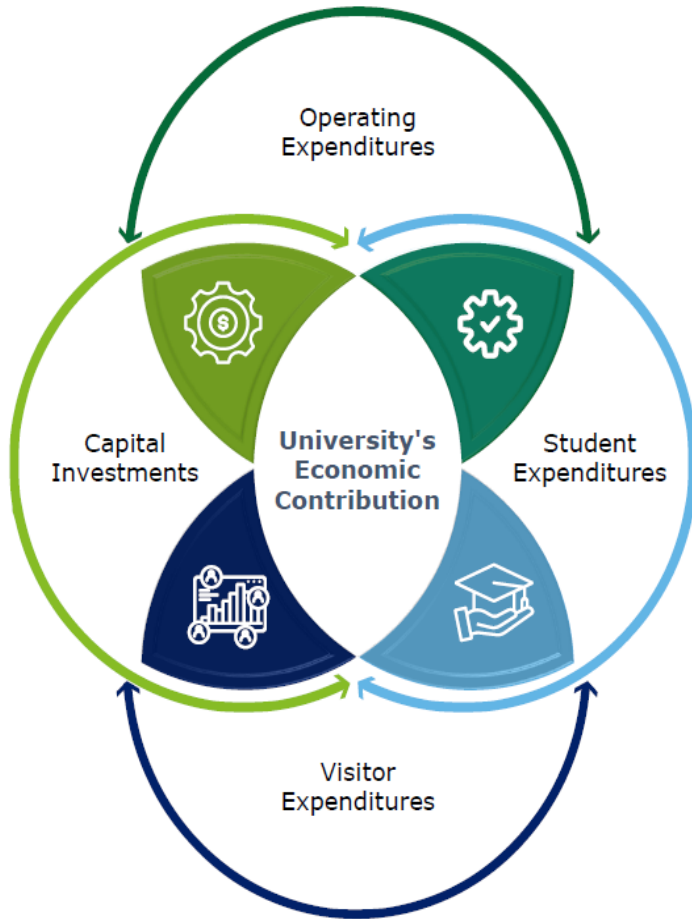 Operating
Expenditures
Capital
Investments
University's
Economic
Contribution
Student
Expenditures
Visitor
Expenditures
$